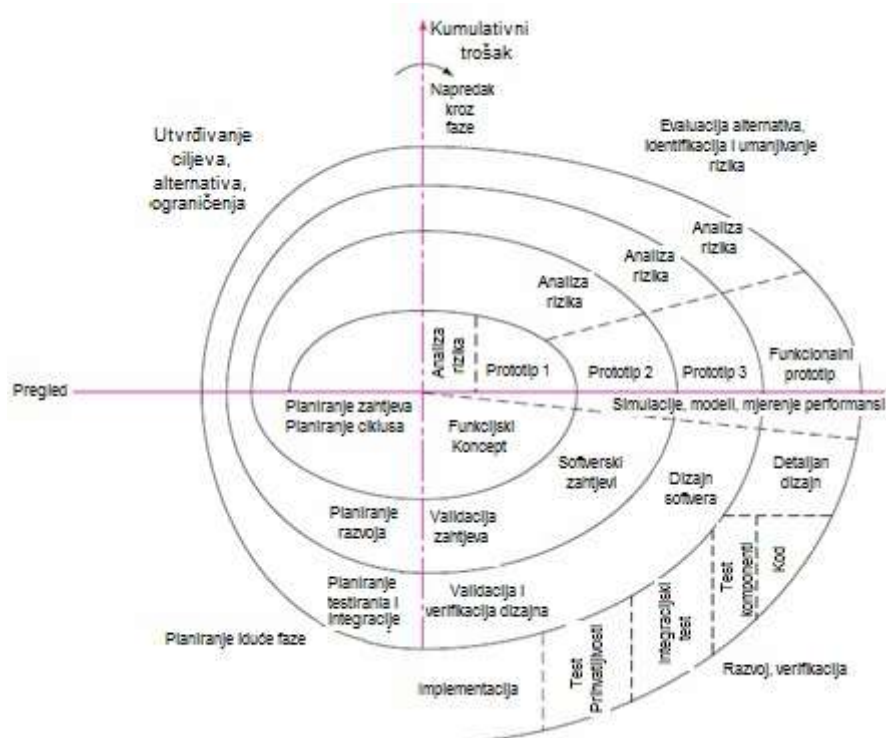 Kumulativni
trošak
Napredak
kroz
faze
Utvrđivanje
ciljeva,
alternativa,
ograničenja
Evaluacija alternativa,
identifikacija i umanjivanje
rizika
Analiza
rizika
Analiza
rizika
Analiza
rizika
Analiza
rizika
Prototip 1
Prototip 2
Prototip 3
Funkcionalni
prototip
Pregled
Simulacije, modeli, mjerenje performansi
Planiranje zahtjeva
Planiranje ciklusa
Funkcijski
Koncept
Softverski
zahtjevi
Dizajn
softvera
Detaljan
dizajn
Planiranje
razvoja
Validacija
zahtjeva
Test
komponenti
Kod
Planiranje
testirania i
integracije
Validacija i
verifikacija dizajna
Integracijski
test
Planiranje iduće faze
Test
Prihvatljivosti
Implementacija
Razvoj, verifikacija